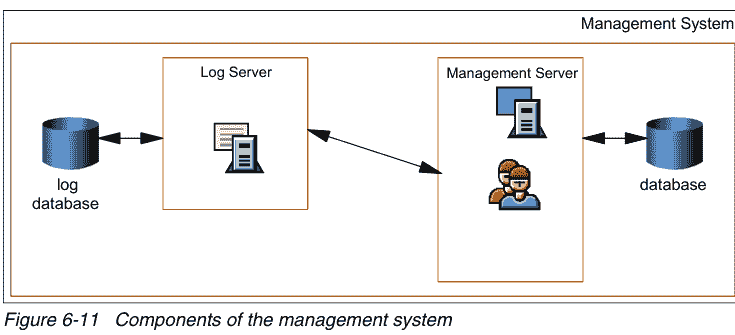 Management System
Log Server
Management Server
log
database
database
Figure 6-11 Components of the management system